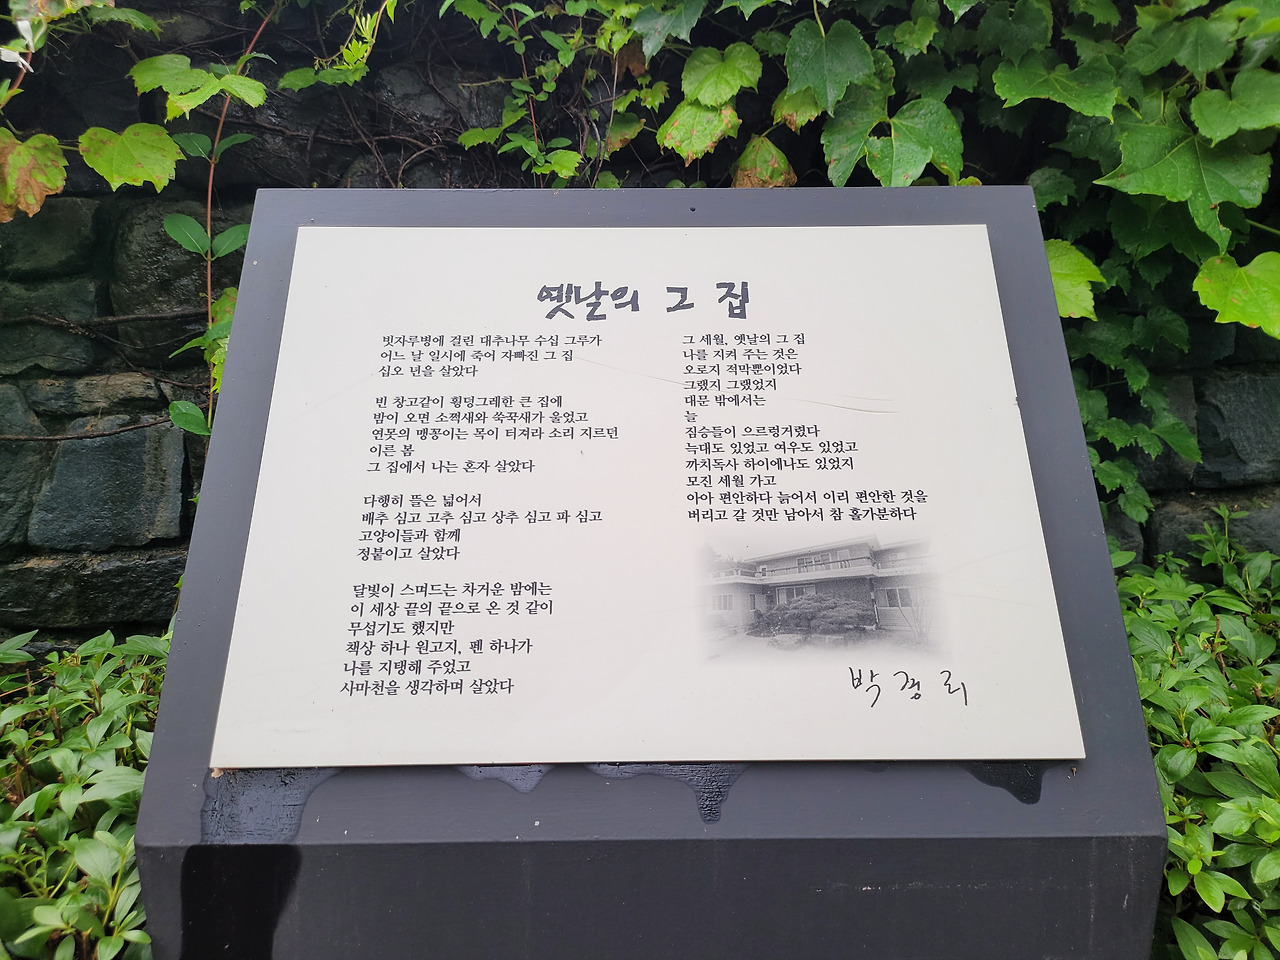 옛날의 그 집
빗자루병에 걸린 대추나무 수십 그루가
어느 날 일시에 죽어 자빠진 그 집
십오 년을 살았다
빈 창고같이 휭덩그레한 큰 집에
밤이 오면 소쩍새와 쑥꾹새가 울었고
연못의 맹꽁이는 목이 터져라 소리 지르던
이른 봄
그 집에서 나는 혼자 살았다
다행히 뜰은 넓어서
배추 심고 고추 심고 상추 심고 파 심고
고양이들과 함께
정붙이고 살았다
달빛이 스며드는 차거운 밤에는
이 세상 끝의 끝으로 온 것 같이
무섭기도 했지만
책상 하나 원고지, 펜 하나가
나를 지탱해 주었고
사마천을 생각하며 살았다
그 세월, 옛날의 그 집
나를 지켜 주는 것은
오로지 적막뿐이었다
그랬지 그랬었지
대문 밖에서는
늘
짐승들이 으르렁거렸다
늑대도 있었고 여우도 있었고
까치독사 하이에나도 있었지
모진 세월 가고
아아 편안하다 늙어서 이리 편안한 것을
버리고 갈 것만 남아서 참 홀가분하다
박경리